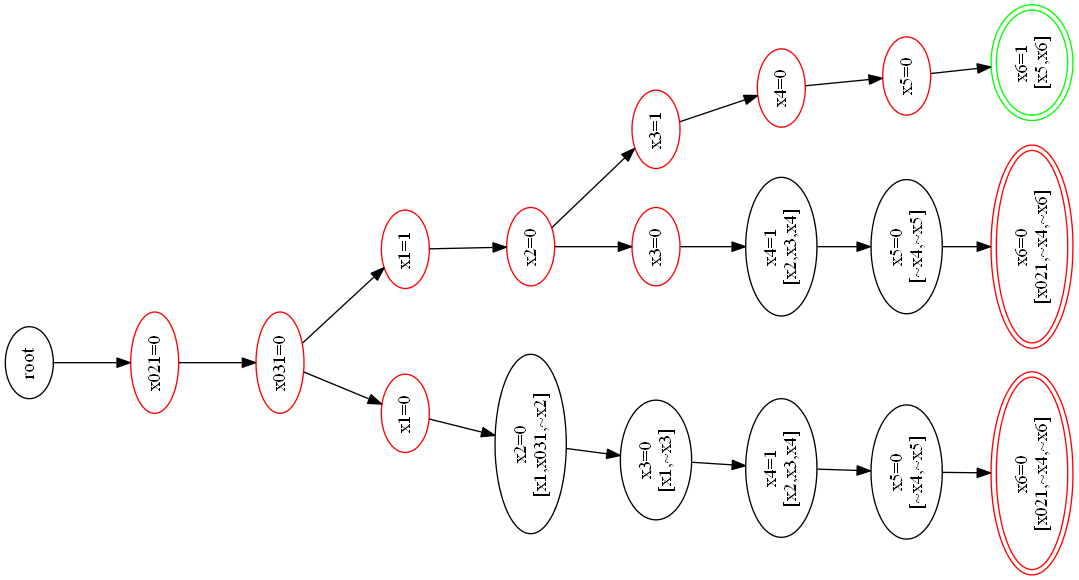 root
x021=0
x031=0
x1=0
x1=1
x2=0
[x1,x031,~x2]
x2=0
x3=0
[x1,~x3]
x3=0
x3=1
x4=1
[x2,x3,x4]
x4=1
[x2,x3,x4]
x4=0
x5=0
[~x4,~x5]
x5=0
[~x4,~x5]
x5=0
x6=0
[x021,~x4,~x6]
x6=0
[x021,~x4,~x6]
x6=1
[x5,x6]